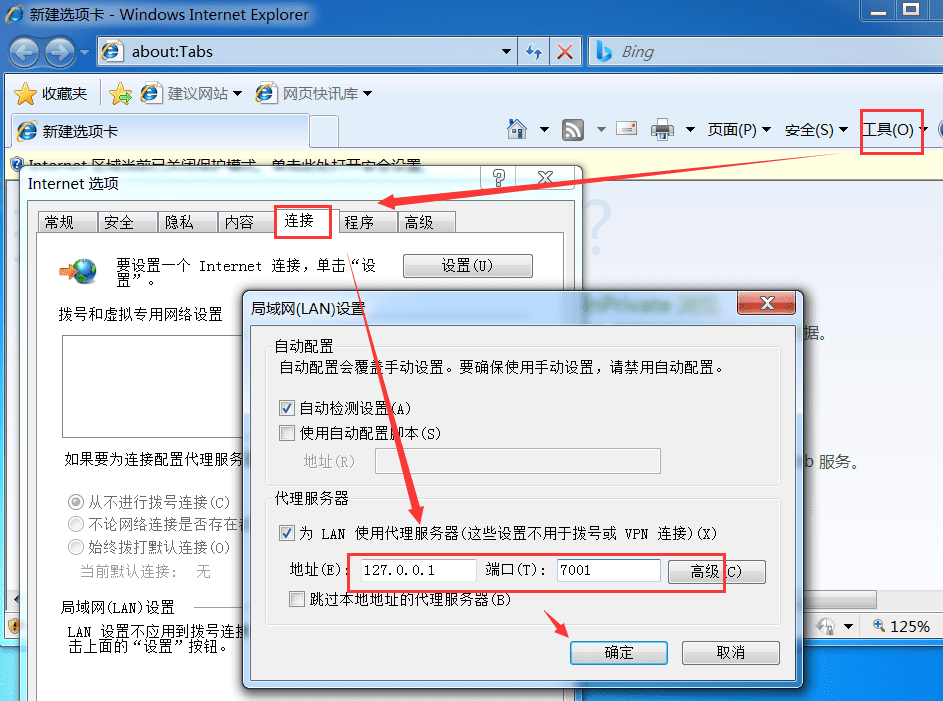 新建选项卡 - Windows Internet Explorer
about:Tabs
Bing
收藏夹
建议网站
网页快讯库
新建选项卡
页面(P)
安全(S)
工具(O)
Internet 区域当前已关闭保护模式。单击此处打开安全设置
Internet 选项
?
常规
安全
隐私
内容
连接
程序
高级
要设置一个 Internet 连接，单击“设
置”。
设置(U)
拨号和虚拟专用网络设置
如果要为连接配置代理服务
从不进行拨号连接(C)
不论网络连接是否存在
始终拨打默认连接(O)
当前默认连接：
无
局域网(LAN)设置
LAN 设置不应用到拨号连接
击上面的“设置”按钮。
局域网(LAN)设置
自动配置
自动配置会覆盖手动设置。要确保使用手动设置，请禁用自动配置。
自动检测设置(A)
使用自动配置脚本(S)
地址(R)
代理服务器
为 LAN 使用代理服务器(这些设置不用于拨号或 VPN 连接)(X)
地址(E):
127.0.0.1
端口(T):
7001
高级(C)
跳过本地地址的代理服务器(B)
确定
取消
?
InPrivate
据。
b 服务。
125%